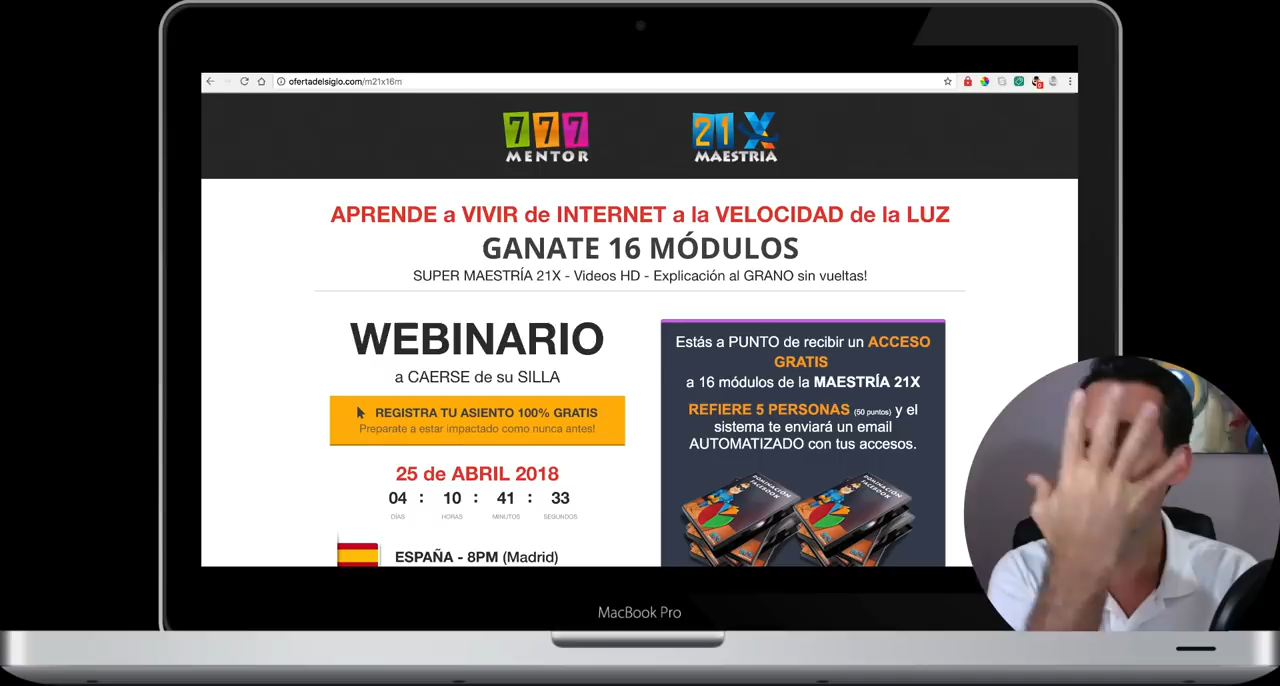 ofertadelsiglo.com/m21x16m
777
MENTOR
21X
MAESTRIA
APRENDE a VIVIR de INTERNET a la VELOCIDAD de la LUZ
GANATE 16 MÓDULOS
SUPER MAESTRÍA 21X - Videos HD - Explicación al GRANO sin vueltas!
WEBINARIO
a CAERSE de su SILLA
REGISTRA TU ASIENTO 100% GRATIS
Preparate a estar impactado como nunca antes!
25 de ABRIL 2018
04 : 10 : 41 : 33
DÍAS HORAS MINUTOS SEGUNDOS
ESPAÑA - 8PM (Madrid)
Estás a PUNTO de recibir un ACCESO
GRATIS
a 16 módulos de la MAESTRÍA 21X
REFIERE 5 PERSONAS (50 puntos) y el
sistema te enviará un email
AUTOMATIZADO con tus accesos.
DOMINACIÓN
FACEBOOK
DOMINACIÓN
FACEBOOK
MacBook Pro